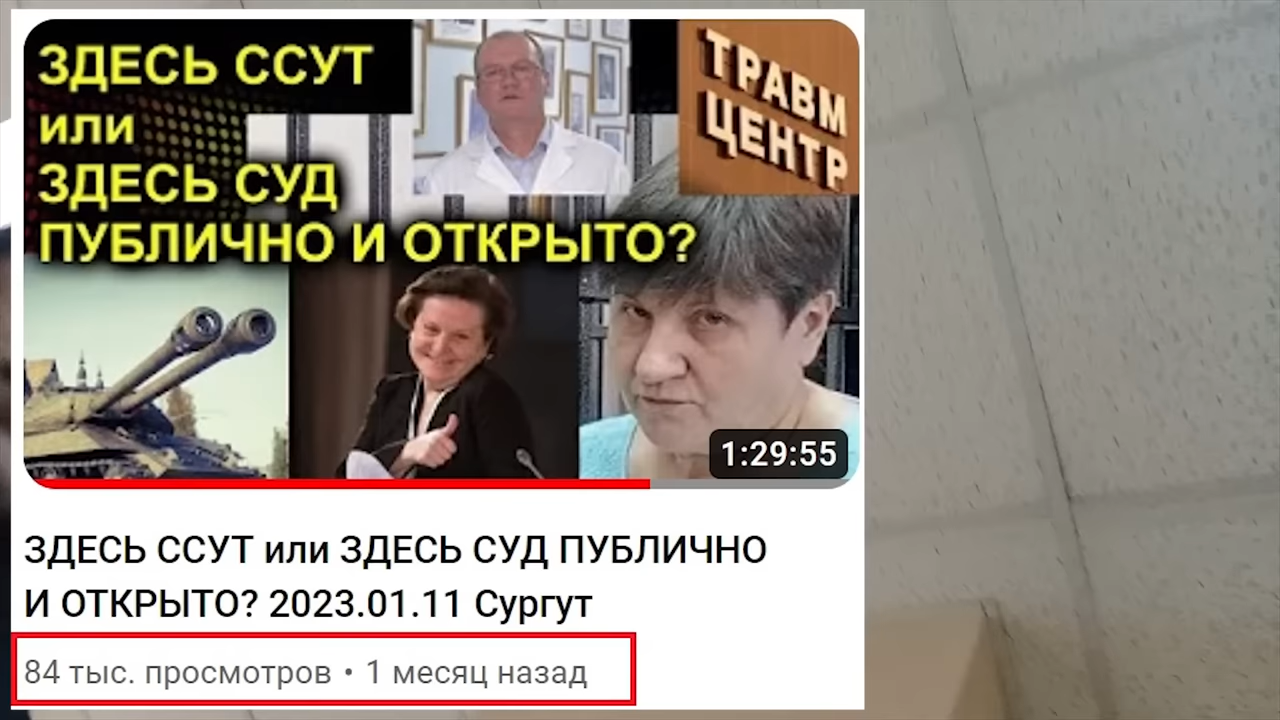 ЗДЕСЬ ССУТ
или
ЗДЕСЬ СУД
ПУБЛИЧНО И ОТКРЫТО?
ТРАВМ
ЦЕНТР
1:29:55
ЗДЕСЬ ССУТ или ЗДЕСЬ СУД ПУБЛИЧНО
И ОТКРЫТО? 2023.01.11 Сургут
84 тыс. просмотров • 1 месяц назад